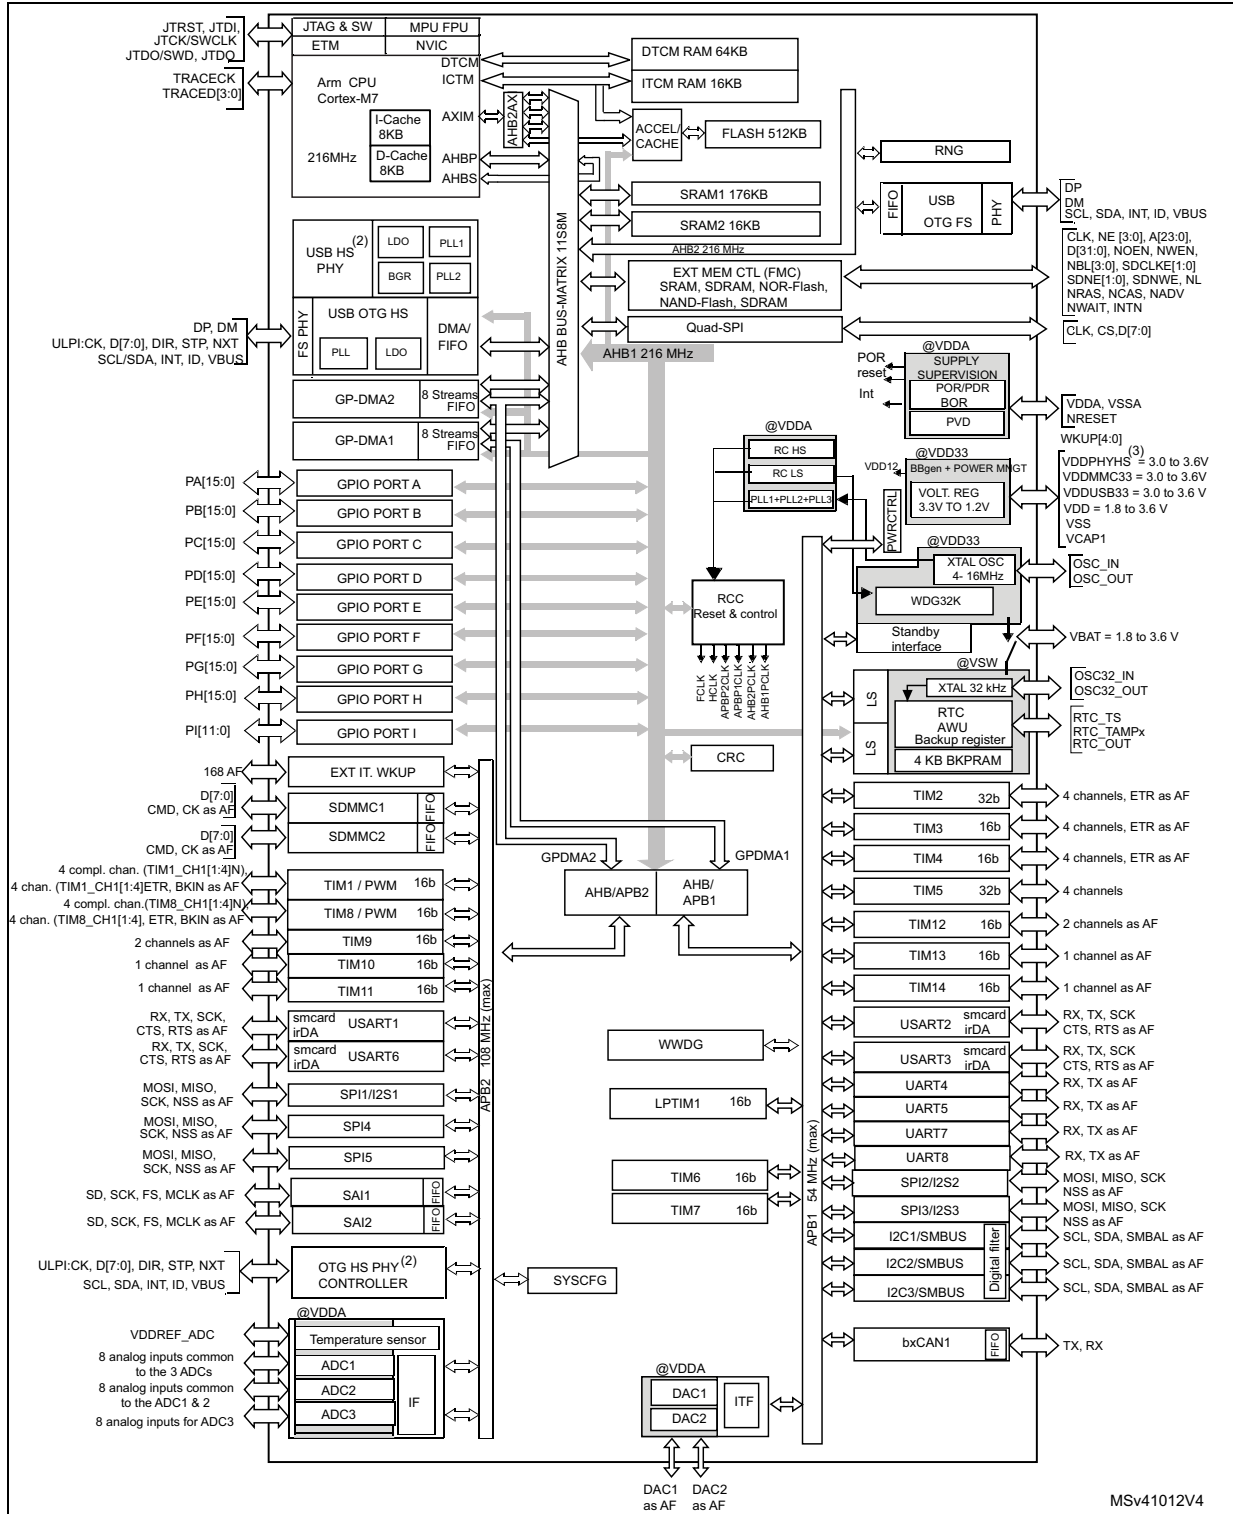 JTRST, JTDI,
JTCK/SWCLK
JTDO/SWD, JTDO
TRACECK
TRACED[3:0]
JTAG & SW
MPU FPU
ETM
NVIC
DTCM
ICTM
Arm CPU
Cortex-M7
AXIM
I-Cache
8KB
216MHz
D-Cache
8KB
AHBP
AHBS
AHB2AX
DTCM RAM 64KB
ITCM RAM 16KB
ACCEL/
CACHE
FLASH 512KB
RNG
SRAM1 176KB
SRAM2 16KB
AHB2 216 MHz
FIFO
USB
OTG FS
PHY
DP
DM
SCL, SDA, INT, ID, VBUS
AHB BUS-MATRIX 11S8M
USB HS(2)
PHY
LDO
PLL1
BGR
PLL2
EXT MEM CTL (FMC)
SRAM, SDRAM, NOR-Flash,
NAND-Flash, SDRAM
CLK, NE [3:0], A[23:0],
D[31:0], NOEN, NWEN,
NBL[3:0], SDCLKE[1:0]
SDNE[1:0], SDNWE, NL
NRAS, NCAS, NADV
NWAIT, INTN
Quad-SPI
CLK, CS,D[7:0]
DP, DM
ULPI:CK, D[7:0], DIR, STP, NXT
SCL/SDA, INT, ID, VBUS
FS PHY
USB OTG HS
PLL
LDO
DMA/
FIFO
AHB1 216 MHz
GP-DMA2
8 Streams
FIFO
GP-DMA1
8 Streams
FIFO
@VDDA
POR
reset
Int
SUPPLY
SUPERVISION
POR/PDR
BOR
PVD
VDDA, VSSA
NRESET
WKUP[4:0]
@VDDA
RC HS
RC LS
PLL1+PLL2+PLL3
@VDD33
VDD12
BBgen + POWER MNGT
VOLT. REG
3.3V TO 1.2V
VDDPHYHS(3) = 3.0 to 3.6V
VDDMMC33 = 3.0 to 3.6V
VDDUSB33 = 3.0 to 3.6 V
VDD = 1.8 to 3.6 V
VSS
VCAP1
PWRCTRL
@VDD33
XTAL OSC
4- 16MHz
OSC_IN
OSC_OUT
WDG32K
Standby
interface
VBAT = 1.8 to 3.6 V
RCC
Reset & control
FCLK
HCLK
APBP2CLK
APBP1CLK
AHB2PCLK
AHB1PCLK
@VSW
LS
LS
XTAL 32 kHz
OSC32_IN
OSC32_OUT
RTC
AWU
Backup register
RTC_TS
RTC_TAMPx
RTC_OUT
4 KB BKPRAM
CRC
PA[15:0]
GPIO PORT A
PB[15:0]
GPIO PORT B
PC[15:0]
GPIO PORT C
PD[15:0]
GPIO PORT D
PE[15:0]
GPIO PORT E
PF[15:0]
GPIO PORT F
PG[15:0]
GPIO PORT G
PH[15:0]
GPIO PORT H
PI[11:0]
GPIO PORT I
168 AF
EXT IT. WKUP
D[7:0]
CMD, CK as AF
SDMMC1
FIFO
D[7:0]
CMD, CK as AF
SDMMC2
FIFO
GPDMA2
GPDMA1
AHB/APB2
AHB/
APB1
4 compl. chan. (TIM1_CH1[1:4]N),
4 chan. (TIM1_CH1[1:4]ETR, BKIN as AF
TIM1 / PWM 16b
4 compl. chan.(TIM8_CH1[1:4]N),
4 chan. (TIM8_CH1[1:4], ETR, BKIN as AF
TIM8 / PWM 16b
2 channels as AF
TIM9 16b
1 channel as AF
TIM10 16b
1 channel as AF
TIM11 16b
RX, TX, SCK,
CTS, RTS as AF
smcard
irDA
USART1
RX, TX, SCK,
CTS, RTS as AF
smcard
irDA
USART6
MOSI, MISO,
SCK, NSS as AF
SPI1/I2S1
MOSI, MISO,
SCK, NSS as AF
SPI4
MOSI, MISO,
SCK, NSS as AF
SPI5
SD, SCK, FS, MCLK as AF
SAI1
FIFO
SD, SCK, FS, MCLK as AF
SAI2
FIFO
ULPI:CK, D[7:0], DIR, STP, NXT
SCL, SDA, INT, ID, VBUS
OTG HS PHY(2)
CONTROLLER
APB2 108 MHz (max)
SYSCFG
@VDDA
VDDREF_ADC
Temperature sensor
8 analog inputs common
to the 3 ADCs
ADC1
8 analog inputs common
to the ADC1 & 2
ADC2
8 analog inputs for ADC3
ADC3
IF
WWDG
LPTIM1 16b
TIM6 16b
TIM7 16b
APB1 54 MHz (max)
@VDDA
DAC1
DAC2
ITF
DAC1
as AF
DAC2
as AF
TIM2 32b
4 channels, ETR as AF
TIM3 16b
4 channels, ETR as AF
TIM4 16b
4 channels, ETR as AF
TIM5 32b
4 channels
TIM12 16b
2 channels as AF
TIM13 16b
1 channel as AF
TIM14 16b
1 channel as AF
USART2
smcard
irDA
RX, TX, SCK
CTS, RTS as AF
USART3
smcard
irDA
RX, TX, SCK
CTS, RTS as AF
UART4
RX, TX as AF
UART5
RX, TX as AF
UART7
RX, TX as AF
UART8
RX, TX as AF
SPI2/I2S2
MOSI, MISO, SCK
NSS as AF
SPI3/I2S3
MOSI, MISO, SCK
NSS as AF
I2C1/SMBUS
SCL, SDA, SMBAL as AF
I2C2/SMBUS
SCL, SDA, SMBAL as AF
I2C3/SMBUS
SCL, SDA, SMBAL as AF
Digital filter
bxCAN1
FIFO
TX, RX
MSv41012V4